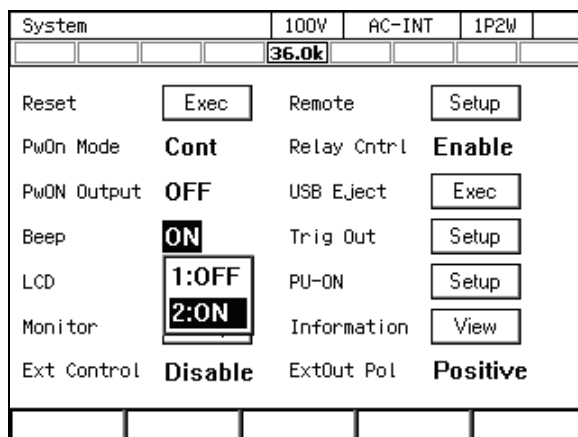 System 100V AC-INT 1P2W
36.0k
Reset Exec Remote Setup
PwOn Mode Cont Relay Cntrl Enable
PwON Output OFF USB Eject Exec
Beep ON Trig Out Setup
LCD 1:OFF PU-ON Setup
2:ON
Monitor Information View
Ext Control Disable ExtOut Pol Positive